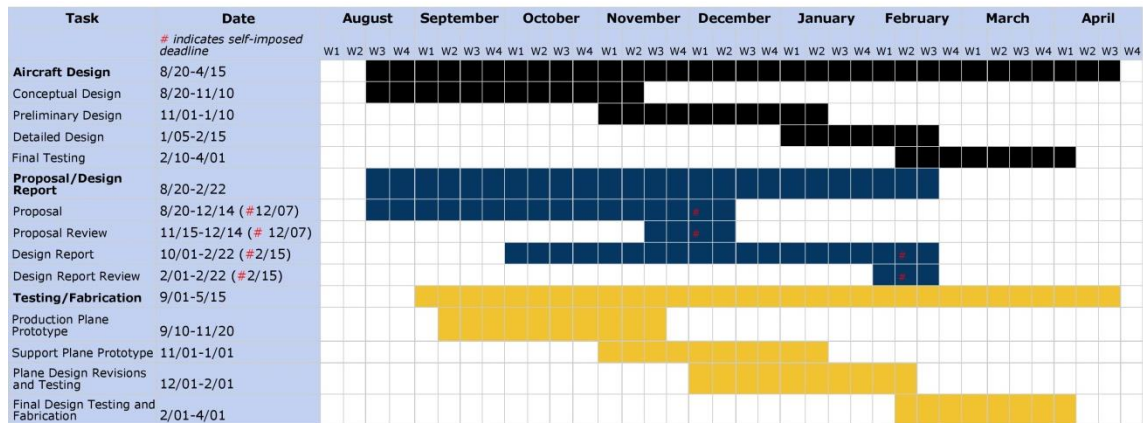 Task Date August September October November December January February March April
# indicates self-imposed
deadline
W1 W2 W3 W4 W1 W2 W3 W4 W1 W2 W3 W4 W1 W2 W3 W4 W1 W2 W3 W4 W1 W2 W3 W4 W1 W2 W3 W4 W1 W2 W3 W4 W1 W2 W3 W4
Aircraft Design 8/20-4/15
Conceptual Design 8/20-11/10
Preliminary Design 11/01-1/10
Detailed Design 1/05-2/15
Final Testing 2/10-4/01
Proposal/Design
Report 8/20-2/22
Proposal 8/20-12/14 (#12/07) #
Proposal Review 11/15-12/14 (# 12/07) #
Design Report 10/01-2/22 (#2/15) #
Design Report Review 2/01-2/22 (#2/15) #
Testing/Fabrication 9/01-5/15
Production Plane
Prototype 9/10-11/20
Support Plane Prototype 11/01-1/01
Plane Design Revisions
and Testing 12/01-2/01
Final Design Testing and
Fabrication 2/01-4/01